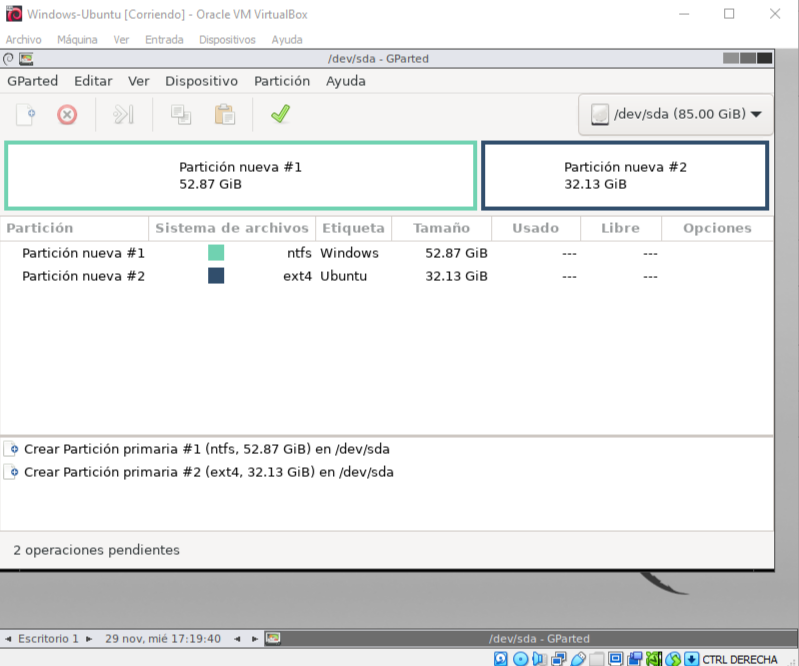 Windows-Ubuntu [Corriendo] - Oracle VM VirtualBox
Archivo Máquina Ver Entrada Dispositivos Ayuda
/dev/sda - GParted
GParted Editar Ver Dispositivo Partición Ayuda
/dev/sda (85.00 GiB)
Partición nueva #1
52.87 GiB
Partición nueva #2
32.13 GiB
Partición Sistema de archivos Etiqueta Tamaño Usado Libre Opciones
Partición nueva #1 ntfs Windows 52.87 GiB --- ---
Partición nueva #2 ext4 Ubuntu 32.13 GiB --- ---
Crear Partición primaria #1 (ntfs, 52.87 GiB) en /dev/sda
Crear Partición primaria #2 (ext4, 32.13 GiB) en /dev/sda
2 operaciones pendientes
Escritorio 1 29 nov, mié 17:19:40 /dev/sda - GParted
CTRL DERECHA